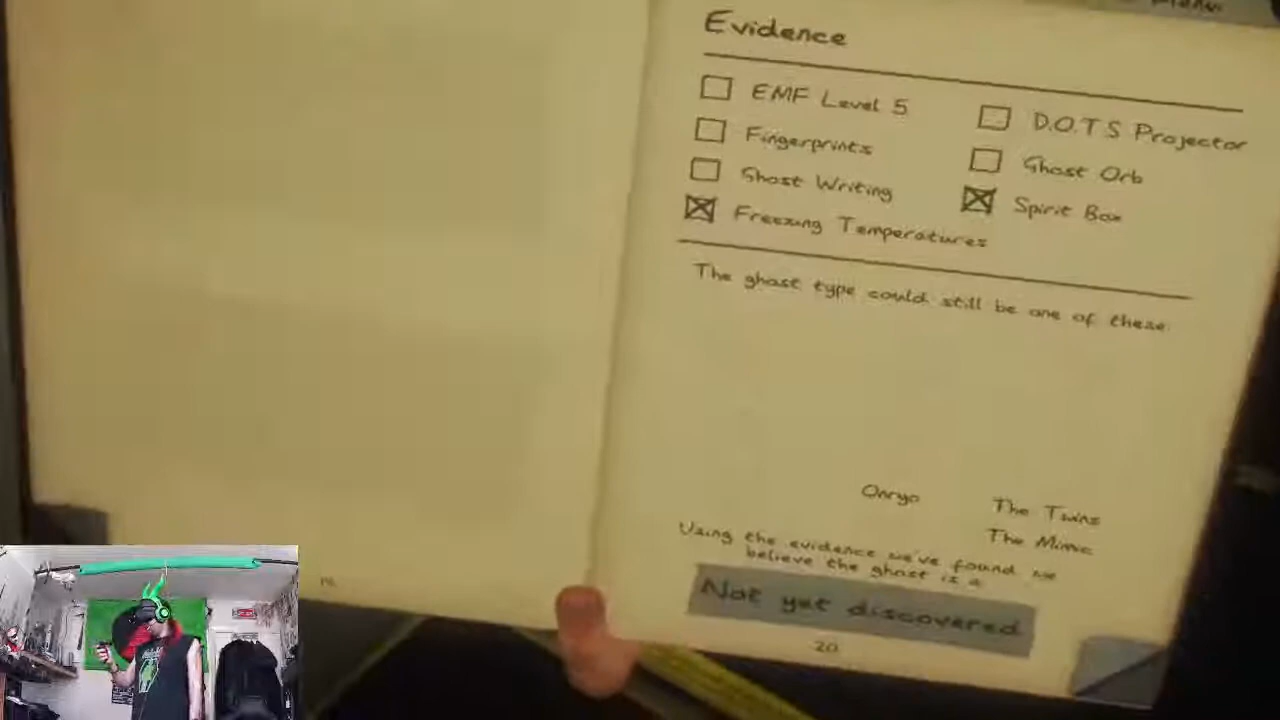 Evidence
EMF Level 5
D.O.T S Projector
Fingerprints
Ghost Orb
Ghost Writing
Spirit Box
Freezing Temperatures
The ghost type could still be one of these
Onryo
The Twins
The Mimic
Using the evidence we've found we
believe the ghost is a
Not yet discovered
20